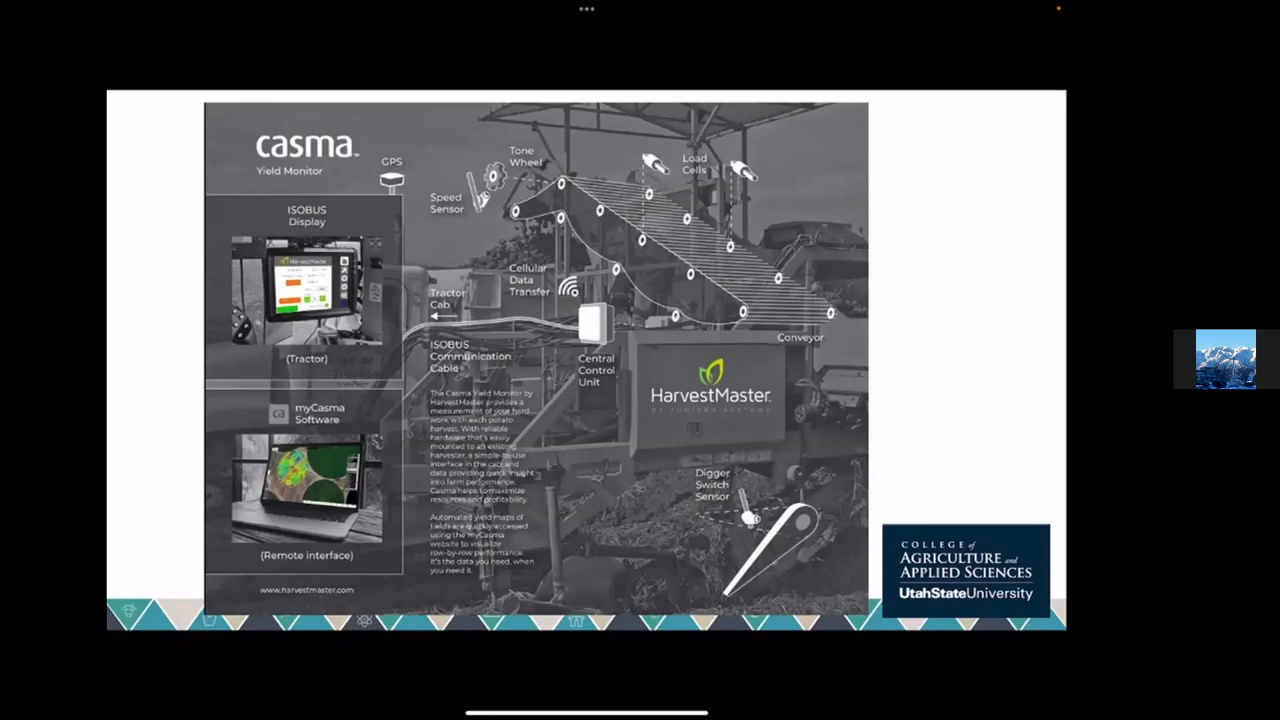 casma™
Yield Monitor
GPS
ISOBUS
Display
HarvestMaster
(Tractor)
ca
myCasma
Software
(Remote interface)
www.harvestmaster.com
Tone
Wheel
Speed
Sensor
Load
Cells
Cellular
Data
Transfer
Tractor
Cab
ISOBUS
Communication
Cable
Central
Control
Unit
Conveyor
The Casma Yield Monitor by
HarvestMaster provides a
measurement of your hard
work with each potato
harvest. With reliable
hardware that's easily
mounted to an existing
harvester, a simple-to-use
interface in the cab, and
data providing quick insight
into farm performance,
Casma helps to maximize
resources and profitability.
Automated yield maps of
fields are quickly accessed
using the myCasma
website to visualize
row-by-row performance.
It's the data you need, when
you need it.
HarvestMaster
BY JUNIPER SYSTEMS
Digger
Switch
Sensor
COLLEGE of
AGRICULTURE and
APPLIED SCIENCES
UtahStateUniversity